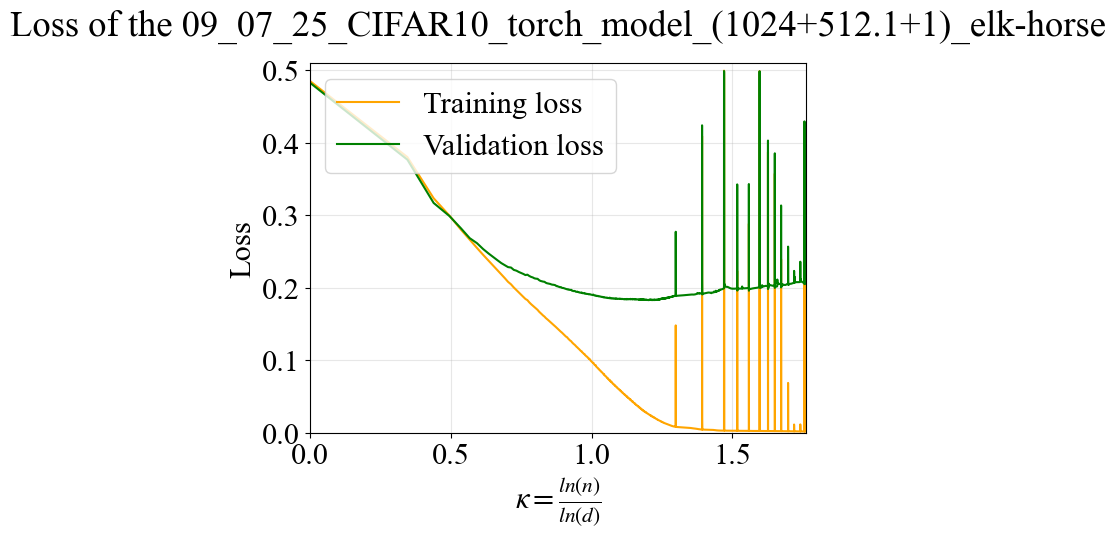 Loss of the 09_07_25_CIFAR10_torch_model_(1024+512.1+1)_elk-horse
0.5
0.4
0.3
0.2
0.1
0.0
Loss
Training loss
Validation loss
0.0 0.5 1.0 1.5
κ = ln(n)/ln(d)